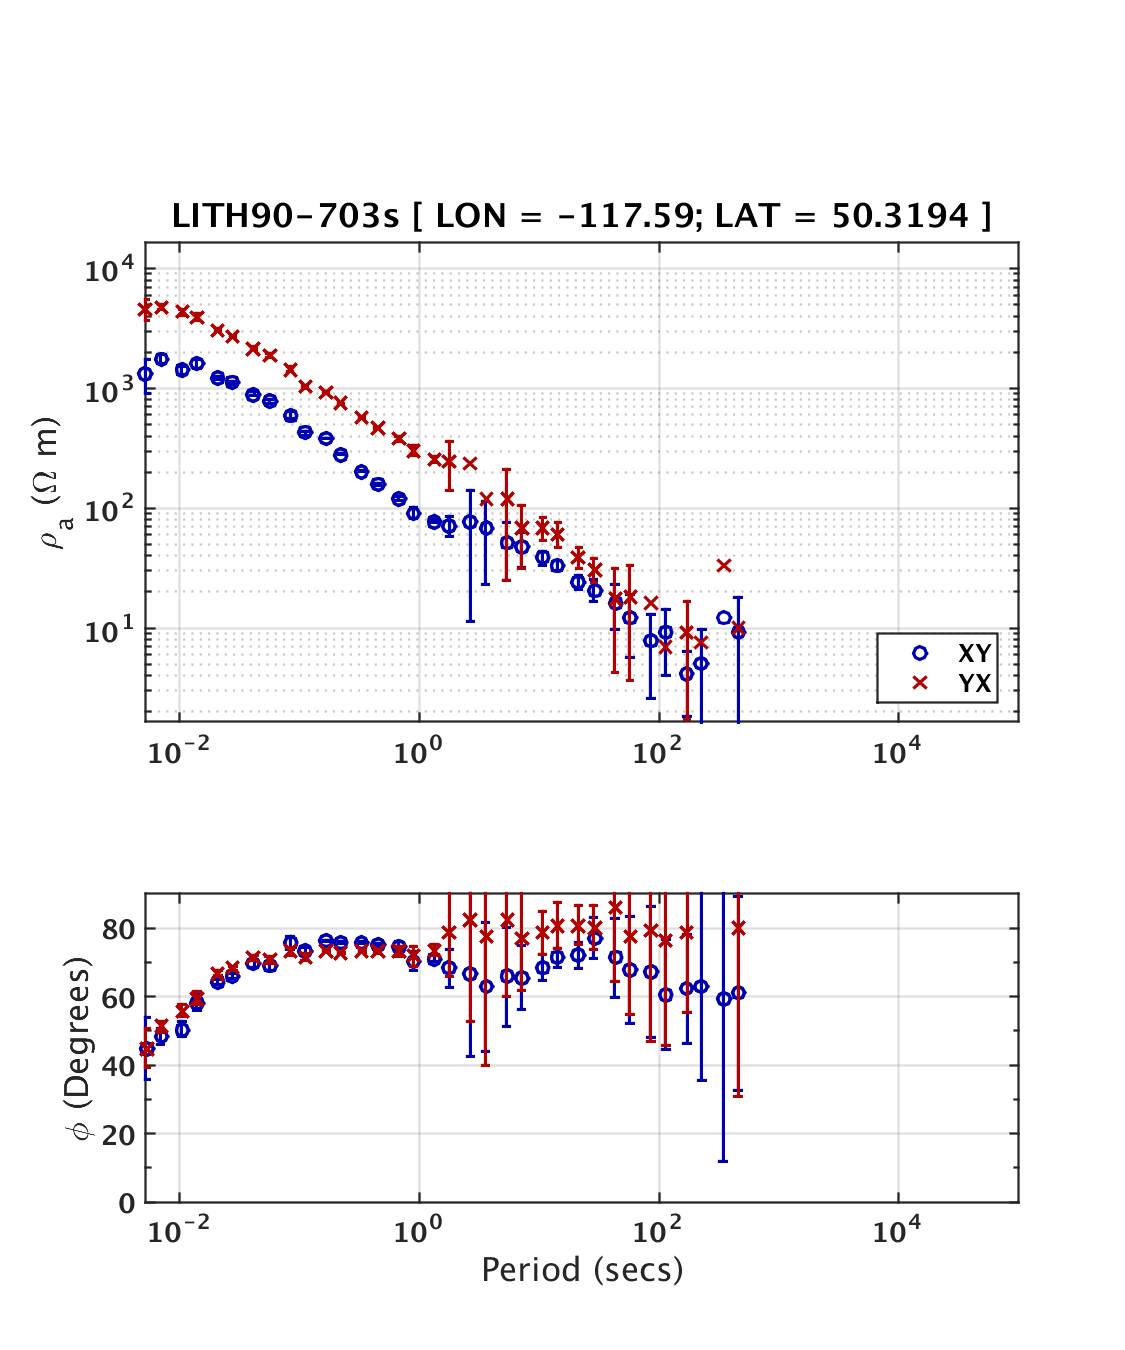 LITH90-703s [ LON = -117.59; LAT = 50.3194 ]
10^4
10^3
10^2
10^1
ρ_a (Ω m)
XY
YX
10^-2 10^0 10^2 10^4
80
60
40
20
0
ϕ (Degrees)
10^-2 10^0 10^2 10^4
Period (secs)